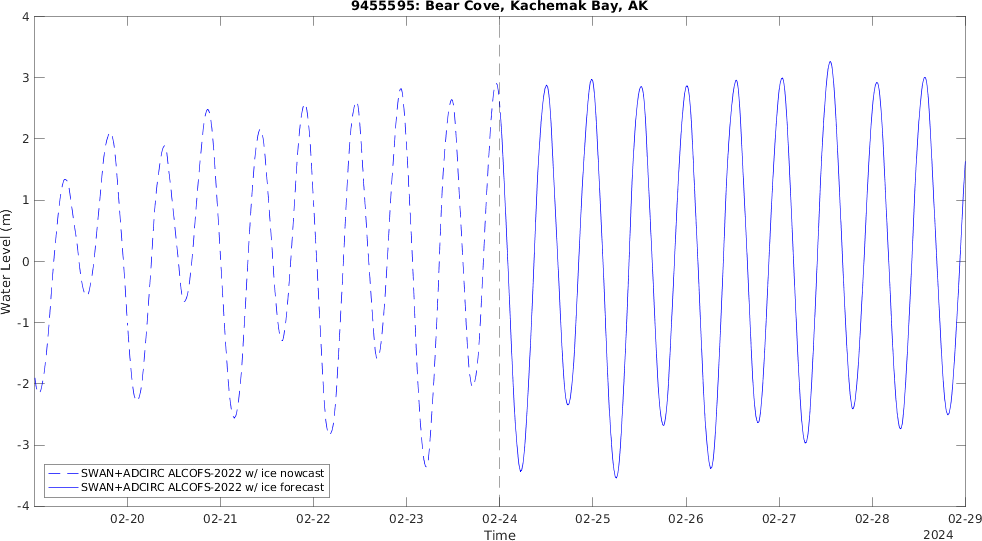 9455595: Bear Cove, Kachemak Bay, AK
4
3
2
1
0
-1
-2
-3
-4
Water Level (m)
SWAN+ADCIRC ALCOFS-2022 w/ ice nowcast
SWAN+ADCIRC ALCOFS-2022 w/ ice forecast
02-20 02-21 02-22 02-23 02-24 02-25 02-26 02-27 02-28 02-29
Time 2024